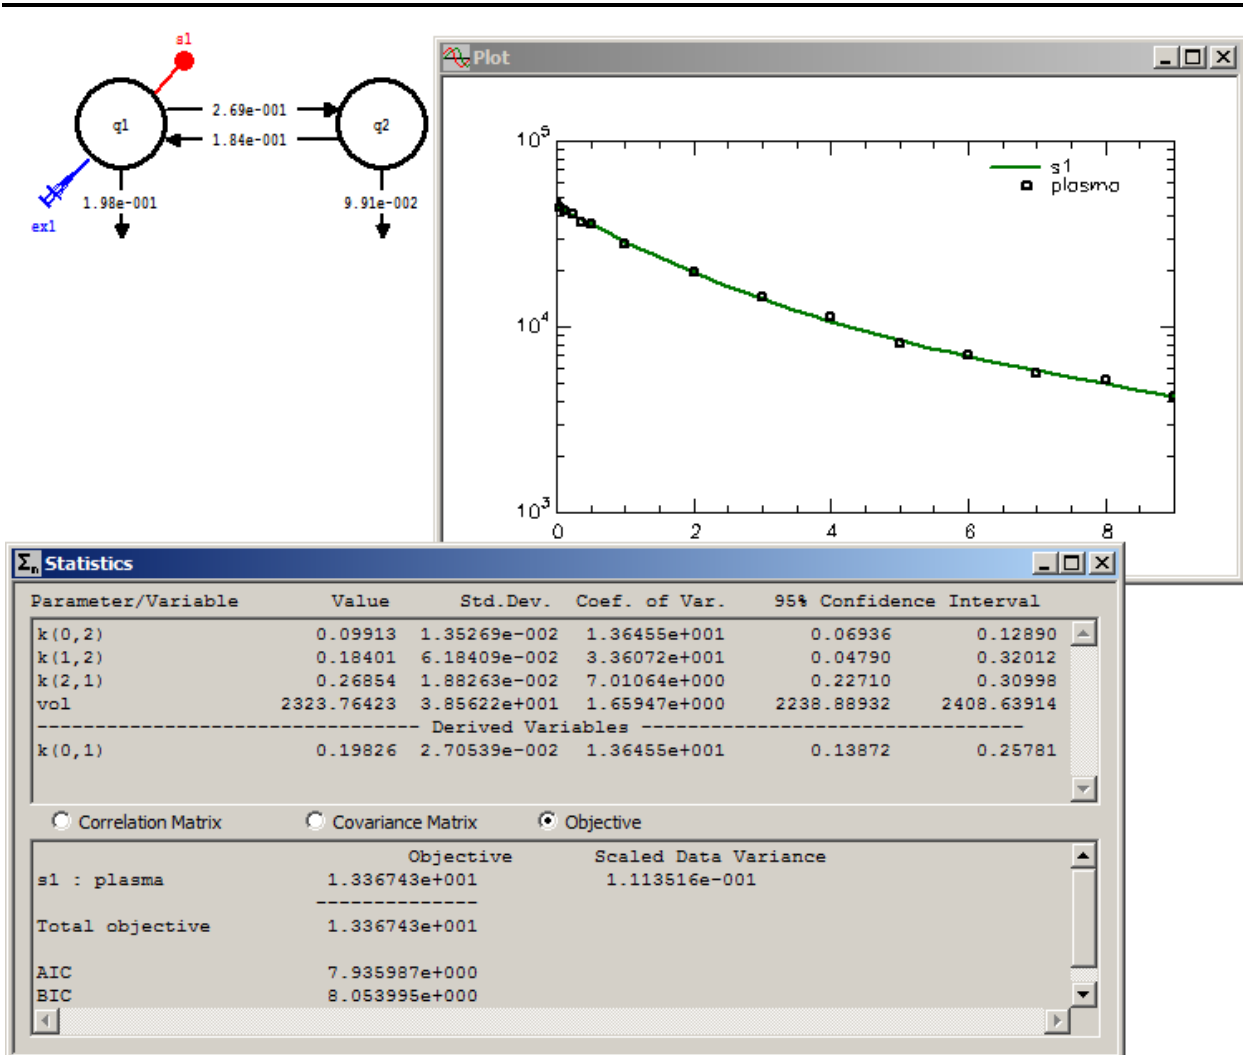 s1
q1
2.69e-001
1.84e-001
q2
1.98e-001
9.91e-002
ex1
Plot
10^5
s1
plasma
10^4
10^3
0 2 4 6 8
Σn Statistics
Parameter/Variable Value Std.Dev. Coef. of Var. 95% Confidence Interval
k(0,2) 0.09913 1.35269e-002 1.36455e+001 0.06936 0.12890
k(1,2) 0.18401 6.18409e-002 3.36072e+001 0.04790 0.32012
k(2,1) 0.26854 1.88263e-002 7.01064e+000 0.22710 0.30998
vol 2323.76423 3.85622e+001 1.65947e+000 2238.88932 2408.63914
--------------------------------- Derived Variables ---------------------------------
k(0,1) 0.19826 2.70539e-002 1.36455e+001 0.13872 0.25781
Correlation Matrix Covariance Matrix Objective
Objective Scaled Data Variance
s1 : plasma 1.336743e+001 1.113516e-001
--------------
Total objective 1.336743e+001
AIC 7.935987e+000
BIC 8.053995e+000